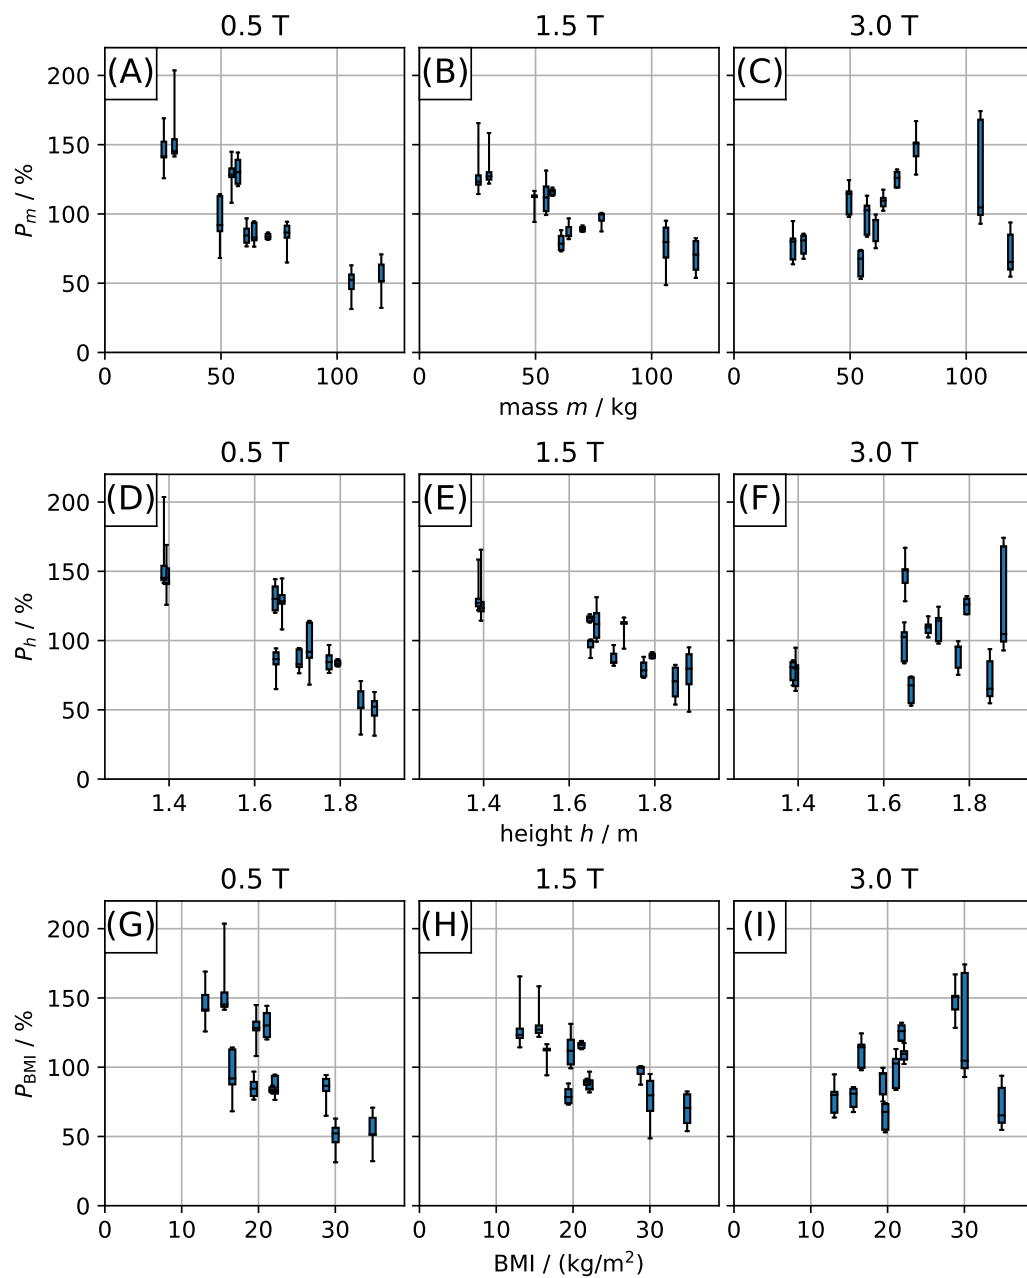 0.5 T 1.5 T 3.0 T
(A) (B) (C)
200
150
100
50
0
P_m / %
0 50 100 0 50 100 0 50 100
mass m / kg
0.5 T 1.5 T 3.0 T
(D) (E) (F)
200
150
100
50
0
P_h / %
1.4 1.6 1.8 1.4 1.6 1.8 1.4 1.6 1.8
height h / m
0.5 T 1.5 T 3.0 T
(G) (H) (I)
200
150
100
50
0
P_BMI / %
0 10 20 30 0 10 20 30 0 10 20 30
BMI / (kg/m²)